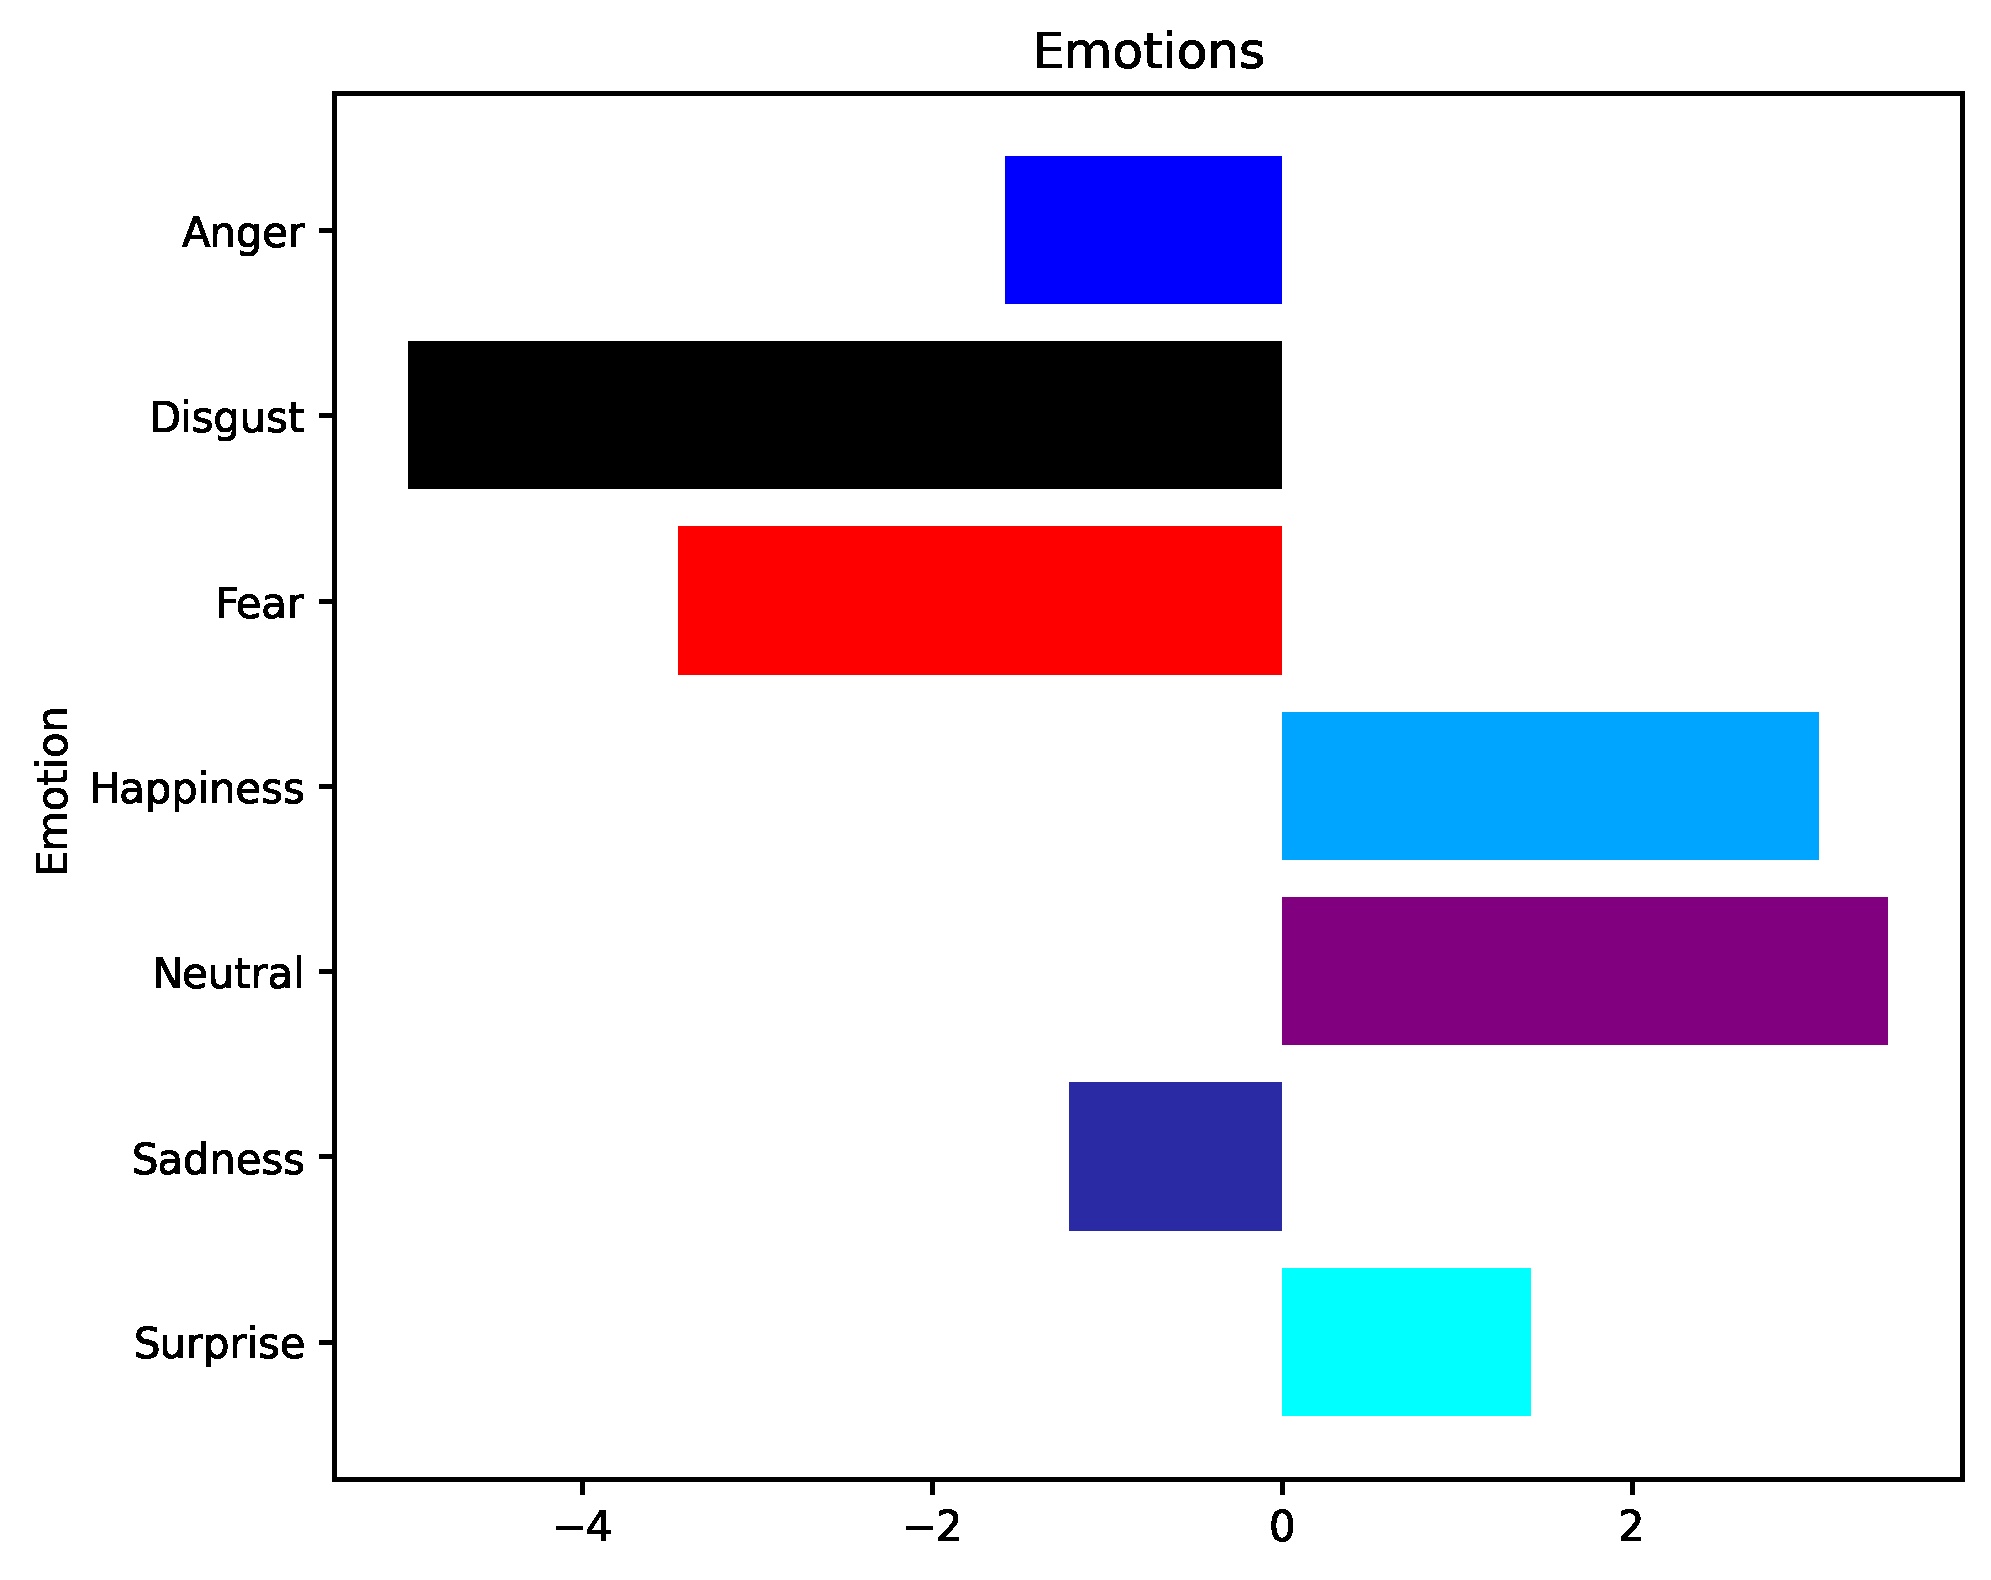 Emotions
Anger
Disgust
Fear
Happiness
Neutral
Sadness
Surprise
Emotion
−4 −2 0 2